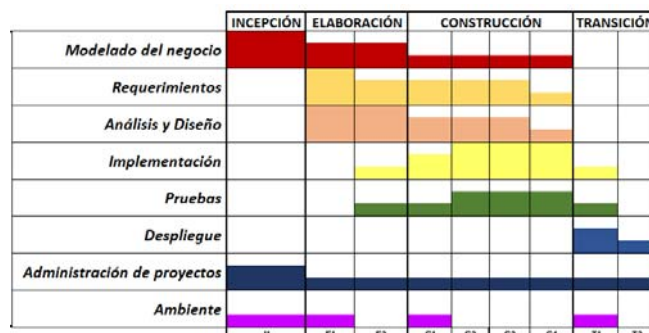 INCEPCIÓN ELABORACIÓN CONSTRUCCIÓN TRANSICIÓN
Modelado del negocio
Requerimientos
Análisis y Diseño
Implementación
Pruebas
Despliegue
Administración de proyectos
Ambiente